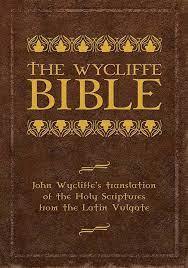 THE WYCLIFFE
BIBLE
John Wycliffe's translation
of the Holy Scriptures
from the Latin Vulgate